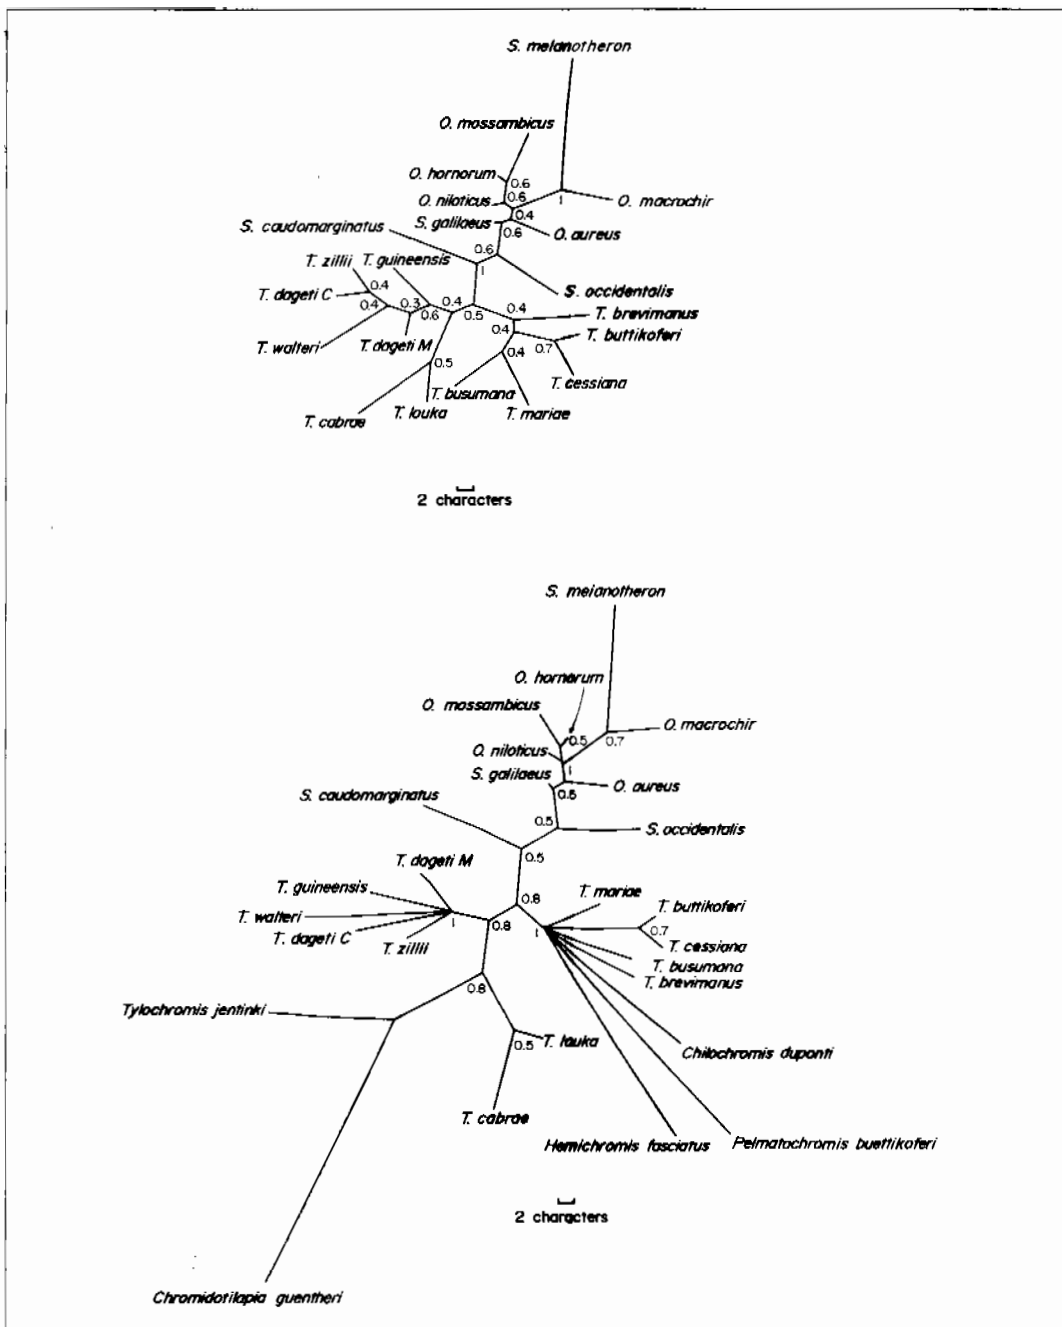 S. melanotheron
O. mossambicus
O. hornorum
0.6
O. niloticus
0.6
1
O. macrochir
S. galilaeus
0.4
S. caudomarginatus
0.6
O. aureus
0.6
T. zillii
T. guineensis
1
T. dageti C
0.4
S. occidentalis
0.4
0.3
0.6
0.4
0.5
0.4
T. brevimanus
T. walteri
T. dageti M
0.4
T. buttikoferi
0.7
0.5
0.4
T. cessiana
T. busumana
T. cabrae
T. louka
T. mariae
2 characters
S. melanotheron
O. hornorum
O. mossambicus
O. macrochir
0.5
0.7
O. niloticus
1
S. galilaeus
O. aureus
0.5
S. caudomarginatus
0.5
S. occidentalis
0.5
T. dageti M
T. guineensis
T. mariae
0.8
T. buttikoferi
T. walteri
1
0.8
1
0.7
T. dageti C
T. zillii
T. cessiana
T. busumana
T. brevimanus
0.8
Tylochromis jentinki
0.5
T. louka
Chilochromis duponti
T. cabrae
Hemichromis fasciatus
Pelmatochromis buettikoferi
2 characters
Chromidotilapia guentheri